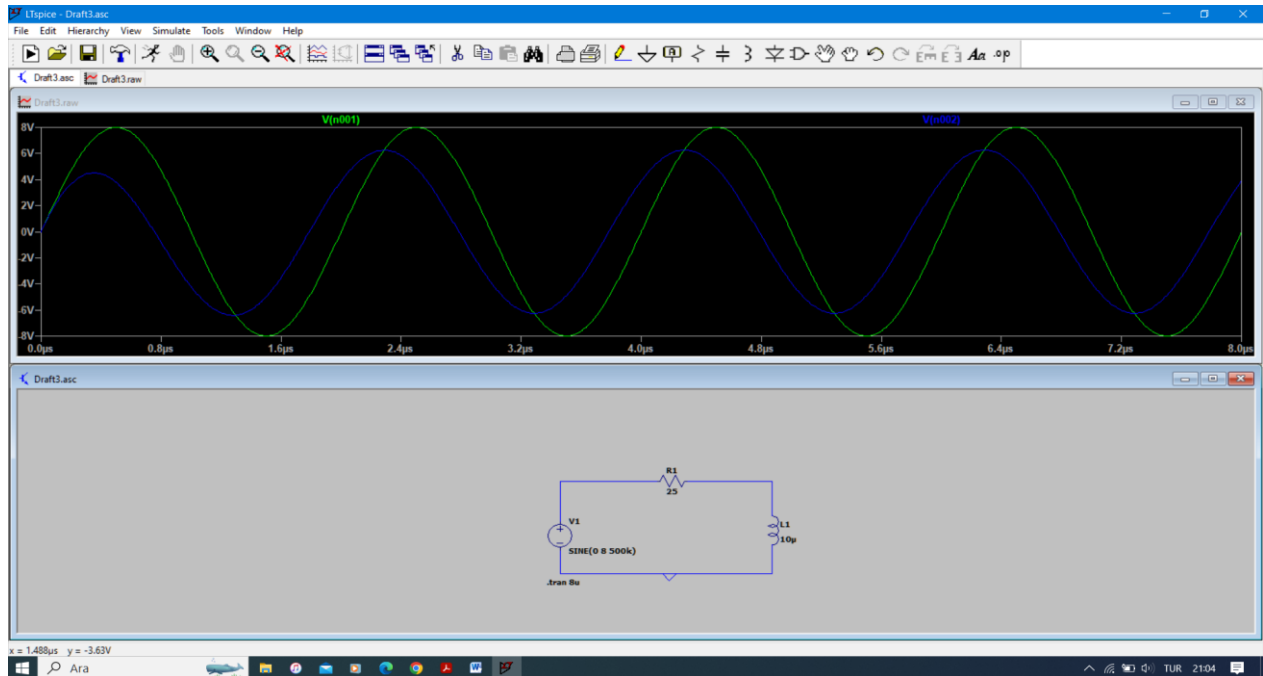 LTspice - Draft3.asc
File Edit Hierarchy View Simulate Tools Window Help
Aa .op
Draft3.asc Draft3.raw
Draft3.raw
V(n001) V(n002)
8V
6V
4V
2V
0V
-2V
-4V
-6V
-8V
0.0µs 0.8µs 1.6µs 2.4µs 3.2µs 4.0µs 4.8µs 5.6µs 6.4µs 7.2µs 8.0µs
Draft3.asc
R1
25
V1
SINE(0 8 500k)
L1
10µ
.tran 8u
x = 1.488µs y = -3.63V
Ara
TUR 21:04